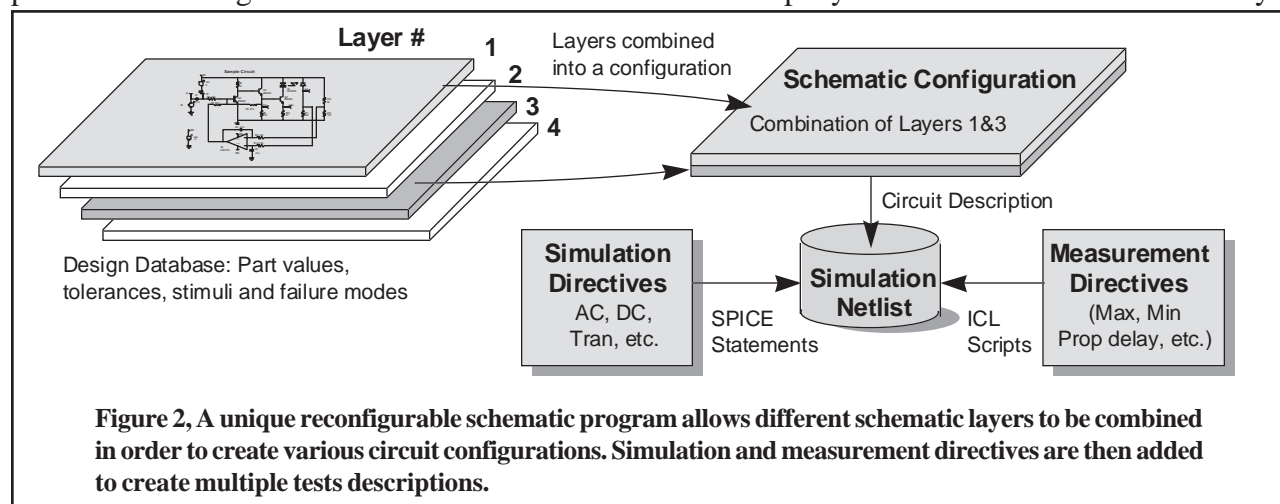 Layer #
1
2
3
4
Sample Circuit
Layers combined
into a configuration
Schematic Configuration
Combination of Layers 1&3
Circuit Description
Design Database: Part values,
tolerances, stimuli and failure modes
Simulation
Directives
AC, DC,
Tran, etc.
SPICE
Statements
Simulation
Netlist
ICL
Scripts
Measurement
Directives
(Max, Min
Prop delay, etc.)
Figure 2, A unique reconfigurable schematic program allows different schematic layers to be combined
in order to create various circuit configurations. Simulation and measurement directives are then added
to create multiple tests descriptions.